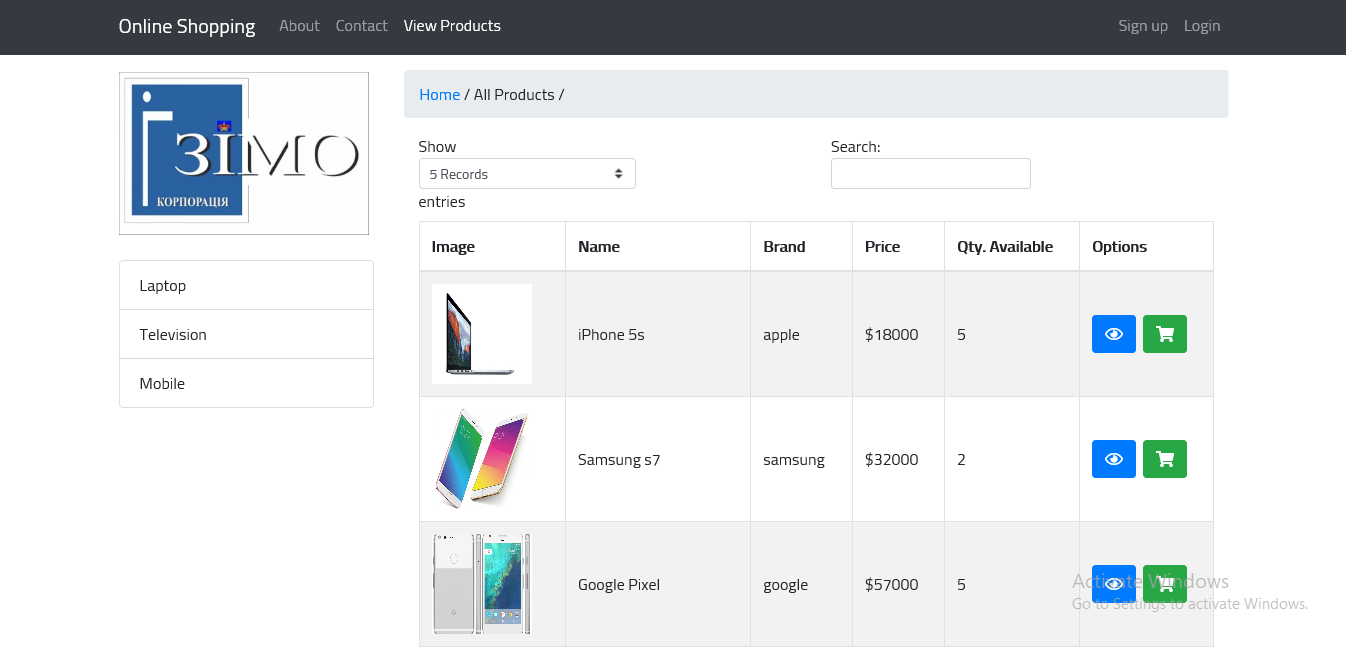 Online Shopping About Contact View Products Sign up Login
ЗІМО
КОРПОРАЦІЯ
Laptop
Television
Mobile
Home / All Products /
Show Search:
5 Records
entries
Image Name Brand Price Qty. Available Options
iPhone 5s apple $18000 5
Samsung s7 samsung $32000 2
Google Pixel google $57000 5
Activate Windows
Go to Settings to activate Windows.